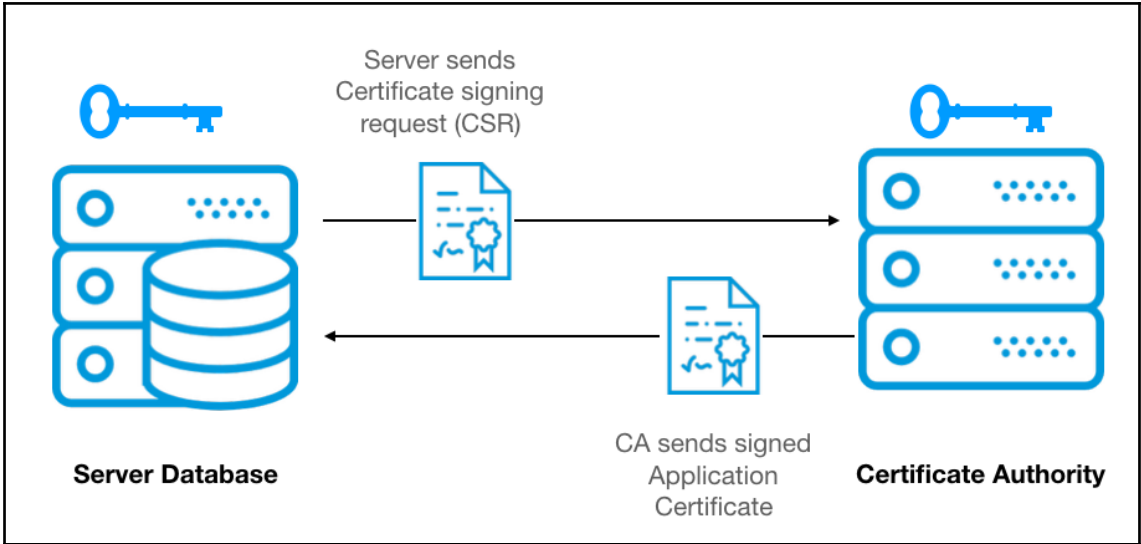 Server sends
Certificate signing
request (CSR)
CA sends signed
Application
Certificate
Server Database
Certificate Authority